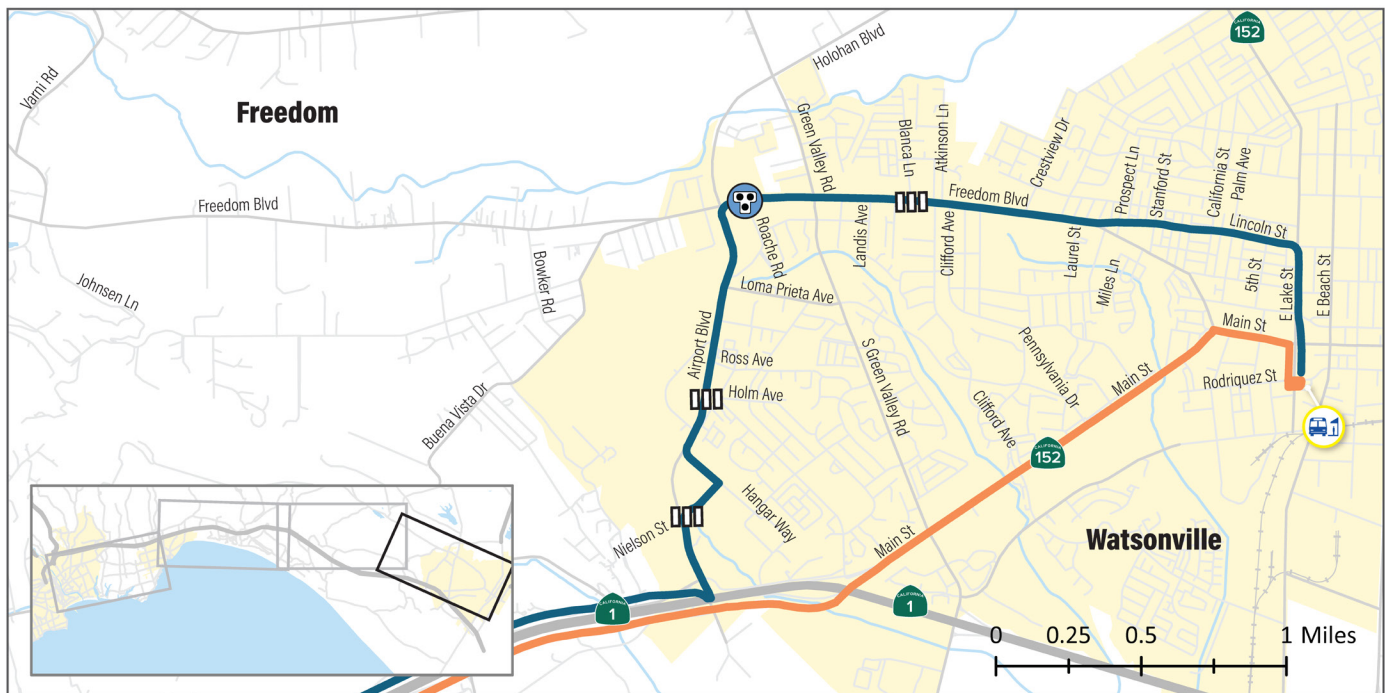 CALIFORNIA
152
Holohan Blvd
Varni Rd
Freedom
Green Valley Rd
Blanca Ln
Atkinson Ln
Crestview Dr
Prospect Ln
Stanford St
California St
Palm Ave
Freedom Blvd
Freedom Blvd
Roache Rd
Landis Ave
Clifford Ave
Laurel St
Miles Ln
Lincoln St
5th St
E Lake St
E Beach St
Bowker Rd
Johnsen Ln
Loma Prieta Ave
Airport Blvd
Ross Ave
Holm Ave
S Green Valley Rd
Pennsylvania Dr
Main St
Main St
Rodriquez St
Buena Vista Dr
Clifford Ave
CALIFORNIA
152
Hangar Way
Nielson St
Main St
Watsonville
CALIFORNIA
1
CALIFORNIA
1
0 0.25 0.5 1 Miles